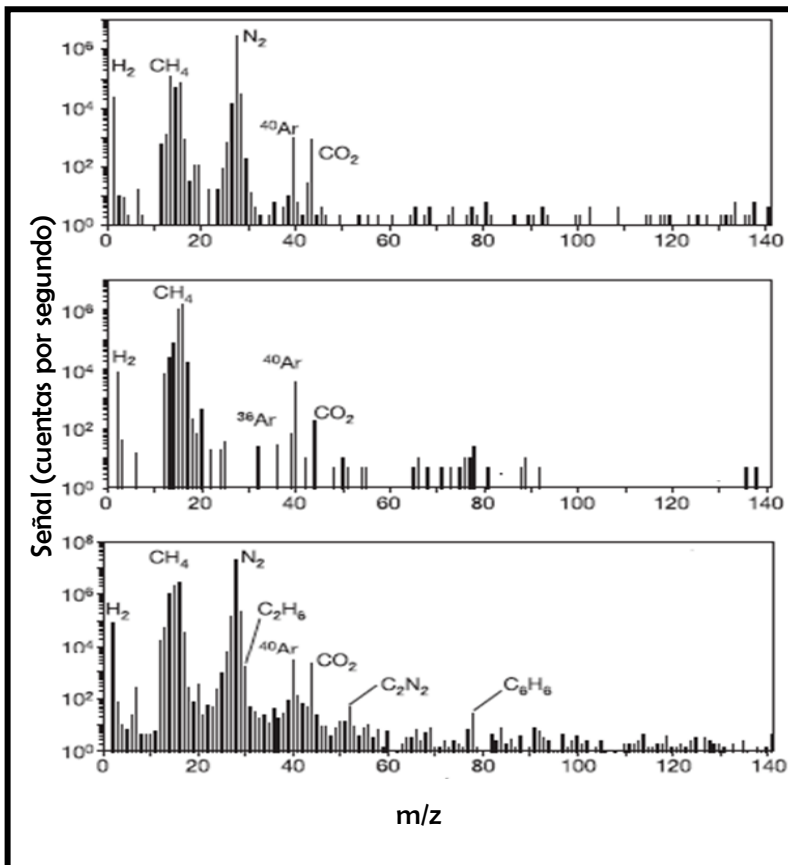 Señal (cuentas por segundo)
10⁶
10⁴
10²
10⁰
H₂
CH₄
N₂
⁴⁰Ar
CO₂
0 20 40 60 80 100 120 140
10⁶
10⁴
10²
10⁰
H₂
CH₄
³⁶Ar
⁴⁰Ar
CO₂
0 20 40 60 80 100 120 140
10⁸
10⁶
10⁴
10²
10⁰
H₂
CH₄
N₂
C₂H₆
⁴⁰Ar
CO₂
C₂N₂
C₆H₆
0 20 40 60 80 100 120 140
m/z